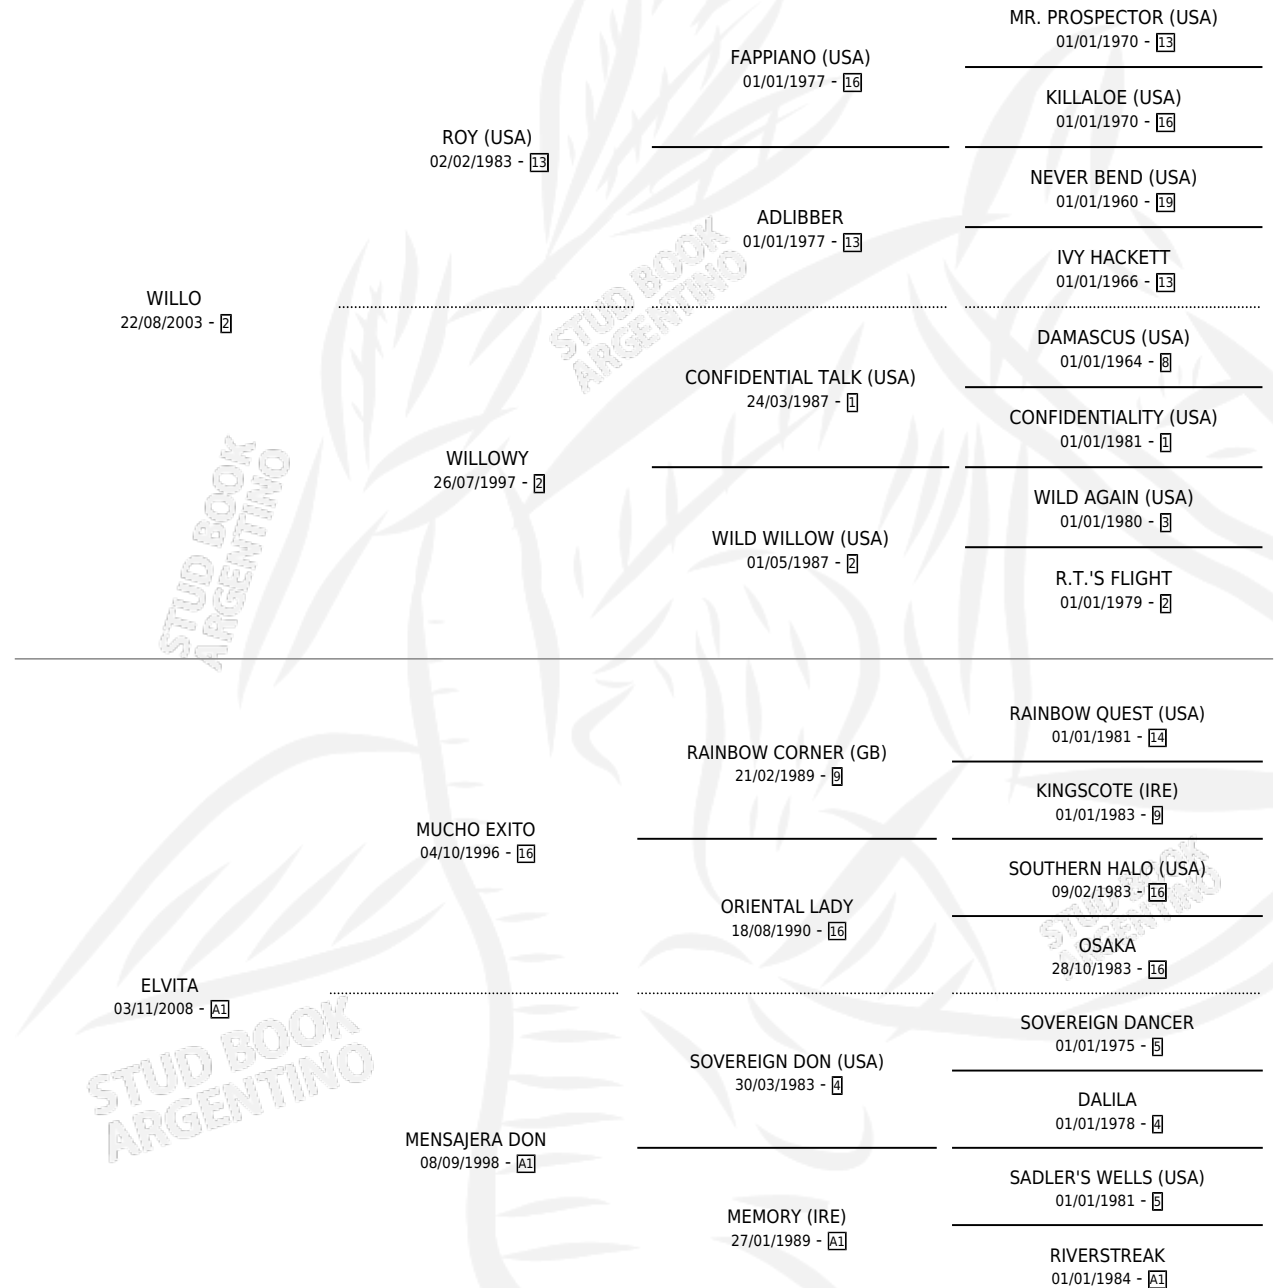 MR. PROSPECTOR (USA)
01/01/1970 - 13
FAPPIANO (USA)
01/01/1977 - 16
KILLALOE (USA)
01/01/1970 - 16
ROY (USA)
02/02/1983 - 13
NEVER BEND (USA)
01/01/1960 - 19
ADLIBBER
01/01/1977 - 13
IVY HACKETT
01/01/1966 - 13
WILLO
22/08/2003 - 2
STUD BOOK
ARGENTINO
DAMASCUS (USA)
01/01/1964 - 8
CONFIDENTIAL TALK (USA)
24/03/1987 - 1
CONFIDENTIALITY (USA)
01/01/1981 - 1
WILLOWY
26/07/1997 - 2
WILD AGAIN (USA)
01/01/1980 - 3
WILD WILLOW (USA)
01/05/1987 - 2
R.T.'S FLIGHT
01/01/1979 - 2
STUD BOOK
ARGENTINO
RAINBOW QUEST (USA)
01/01/1981 - 14
RAINBOW CORNER (GB)
21/02/1989 - 9
KINGSCOTE (IRE)
01/01/1983 - 9
MUCHO EXITO
04/10/1996 - 16
SOUTHERN HALO (USA)
09/02/1983 - 16
ORIENTAL LADY
18/08/1990 - 16
OSAKA
28/10/1983 - 16
STUD BOOK
ARGENTINO
ELVITA
03/11/2008 - A1
SOVEREIGN DANCER
01/01/1975 - 5
SOVEREIGN DON (USA)
30/03/1983 - 4
DALILA
01/01/1978 - 4
STUD BOOK
ARGENTINO
MENSAJERA DON
08/09/1998 - A1
SADLER'S WELLS (USA)
01/01/1981 - 5
MEMORY (IRE)
27/01/1989 - A1
RIVERSTREAK
01/01/1984 - A1